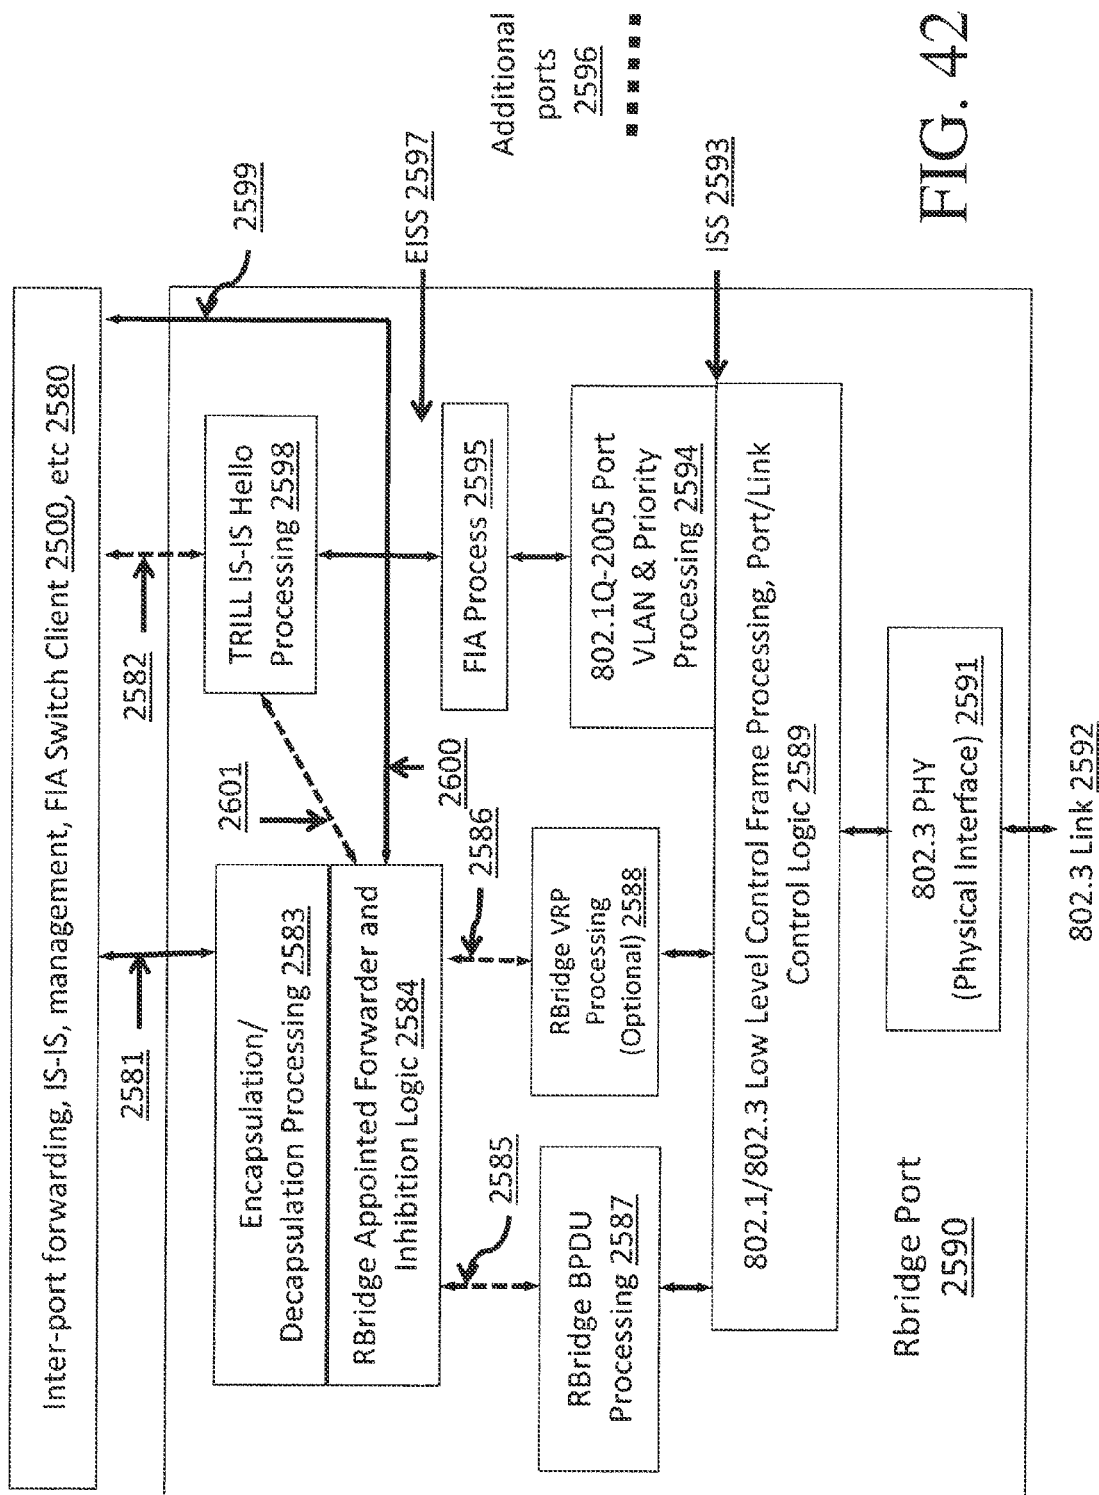 Inter-port forwarding, IS-IS, management, FIA Switch Client 2500, etc 2580
2581
2582
2599
Encapsulation/
Decapsulation Processing 2583
RBridge Appointed Forwarder and
Inhibition Logic 2584
2601
TRILL IS-IS Hello
Processing 2598
2600
EISS 2597
2585
2586
FIA Process 2595
Additional
ports
2596
RBridge BPDU
Processing 2587
RBridge VRP
Processing
(Optional) 2588
802.1Q-2005 Port
VLAN & Priority
Processing 2594
ISS 2593
802.1/802.3 Low Level Control Frame Processing, Port/Link
Control Logic 2589
Rbridge Port
2590
802.3 PHY
(Physical Interface) 2591
802.3 Link 2592
FIG. 42